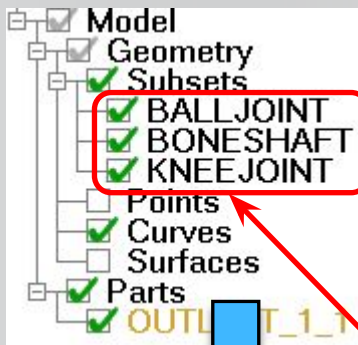 Model
Geometry
Subsets
BALLJOINT
BONESHAFT
KNEEJOINT
Points
Curves
Surfaces
Parts